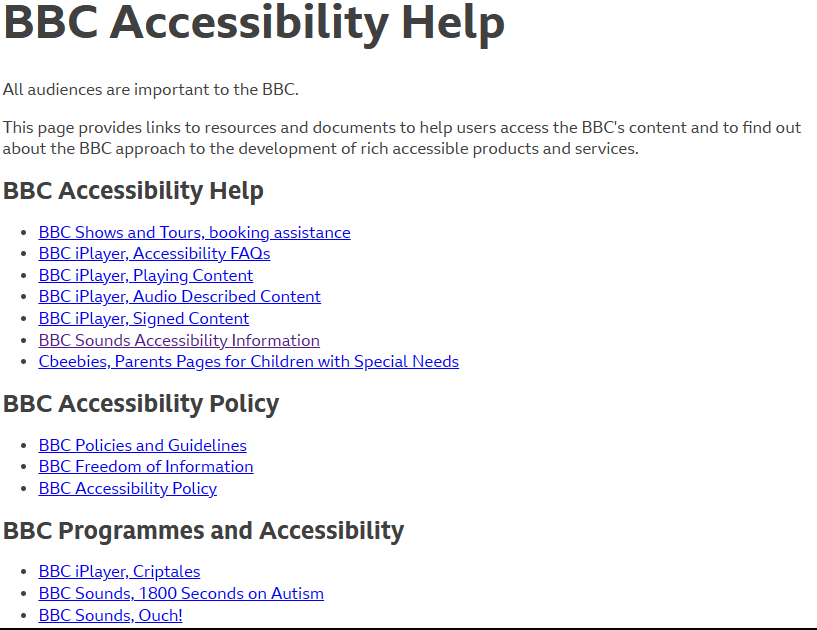 BBC Accessibility Help
All audiences are important to the BBC.
This page provides links to resources and documents to help users access the BBC's content and to find out
about the BBC approach to the development of rich accessible products and services.
BBC Accessibility Help
• BBC Shows and Tours, booking assistance
• BBC iPlayer, Accessibility FAQs
• BBC iPlayer, Playing Content
• BBC iPlayer, Audio Described Content
• BBC iPlayer, Signed Content
• BBC Sounds Accessibility Information
• Cbeebies, Parents Pages for Children with Special Needs
BBC Accessibility Policy
• BBC Policies and Guidelines
• BBC Freedom of Information
• BBC Accessibility Policy
BBC Programmes and Accessibility
• BBC iPlayer, Criptales
• BBC Sounds, 1800 Seconds on Autism
• BBC Sounds, Ouch!